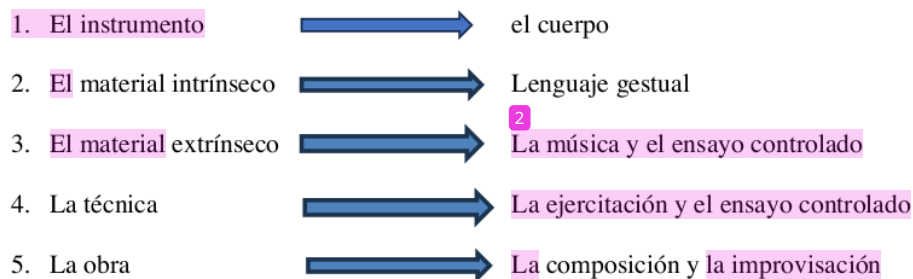 1. El instrumento el cuerpo
2. El material intrínseco Lenguaje gestual
2
3. El material extrínseco La música y el ensayo controlado
4. La técnica La ejercitación y el ensayo controlado
5. La obra La composición y la improvisación